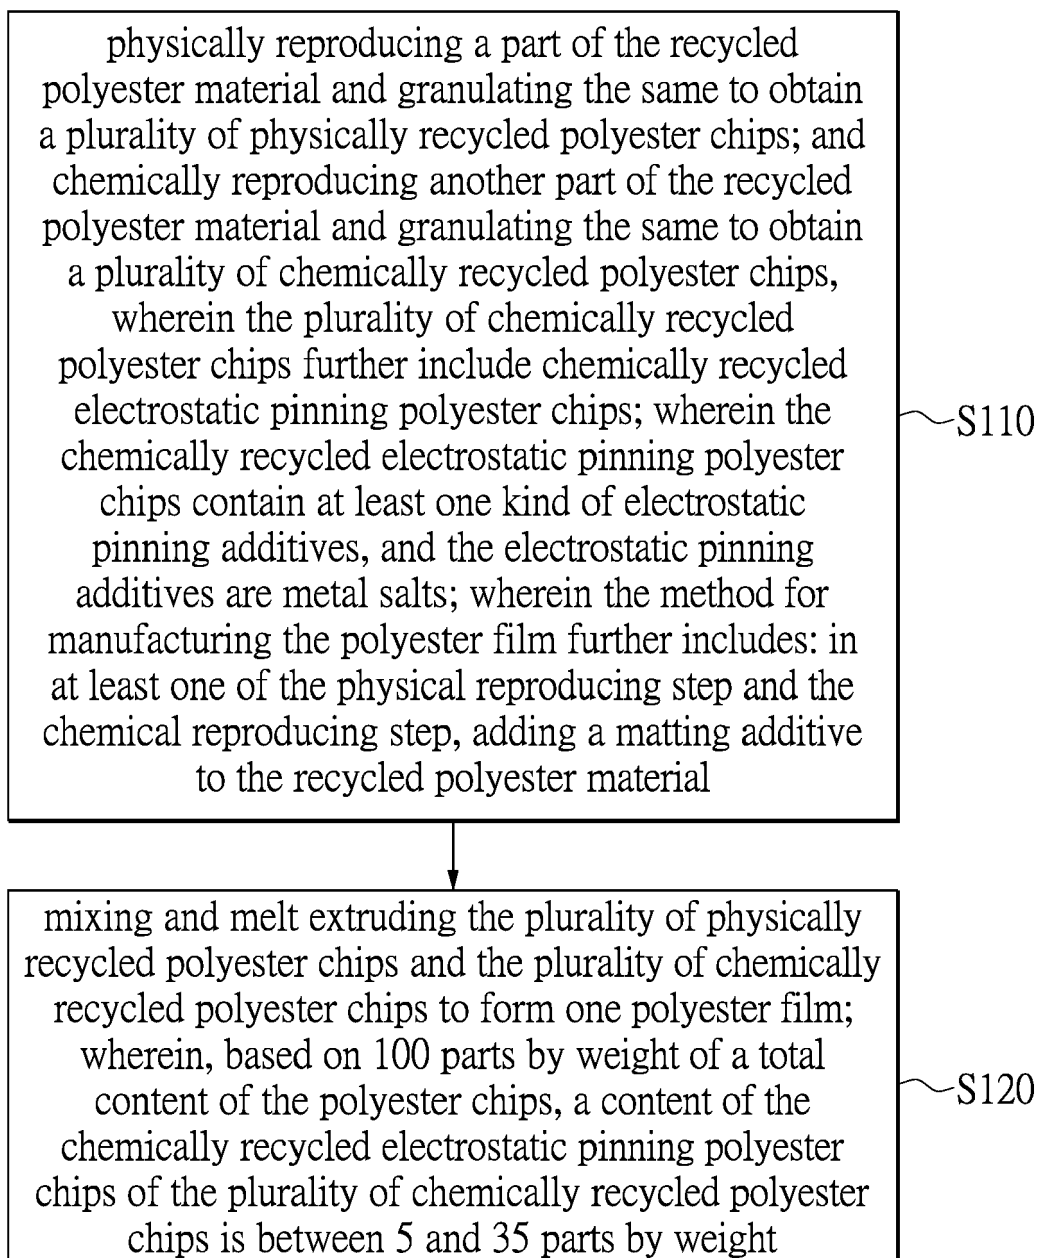 physically reproducing a part of the recycled
polyester material and granulating the same to obtain
a plurality of physically recycled polyester chips; and
chemically reproducing another part of the recycled
polyester material and granulating the same to obtain
a plurality of chemically recycled polyester chips,
wherein the plurality of chemically recycled
polyester chips further include chemically recycled
electrostatic pinning polyester chips; wherein the
chemically recycled electrostatic pinning polyester
chips contain at least one kind of electrostatic
pinning additives, and the electrostatic pinning
additives are metal salts; wherein the method for
manufacturing the polyester film further includes: in
at least one of the physical reproducing step and the
chemical reproducing step, adding a matting additive
to the recycled polyester material
S110
mixing and melt extruding the plurality of physically
recycled polyester chips and the plurality of chemically
recycled polyester chips to form one polyester film;
wherein, based on 100 parts by weight of a total
content of the polyester chips, a content of the
chemically recycled electrostatic pinning polyester
chips of the plurality of chemically recycled polyester
chips is between 5 and 35 parts by weight
S120